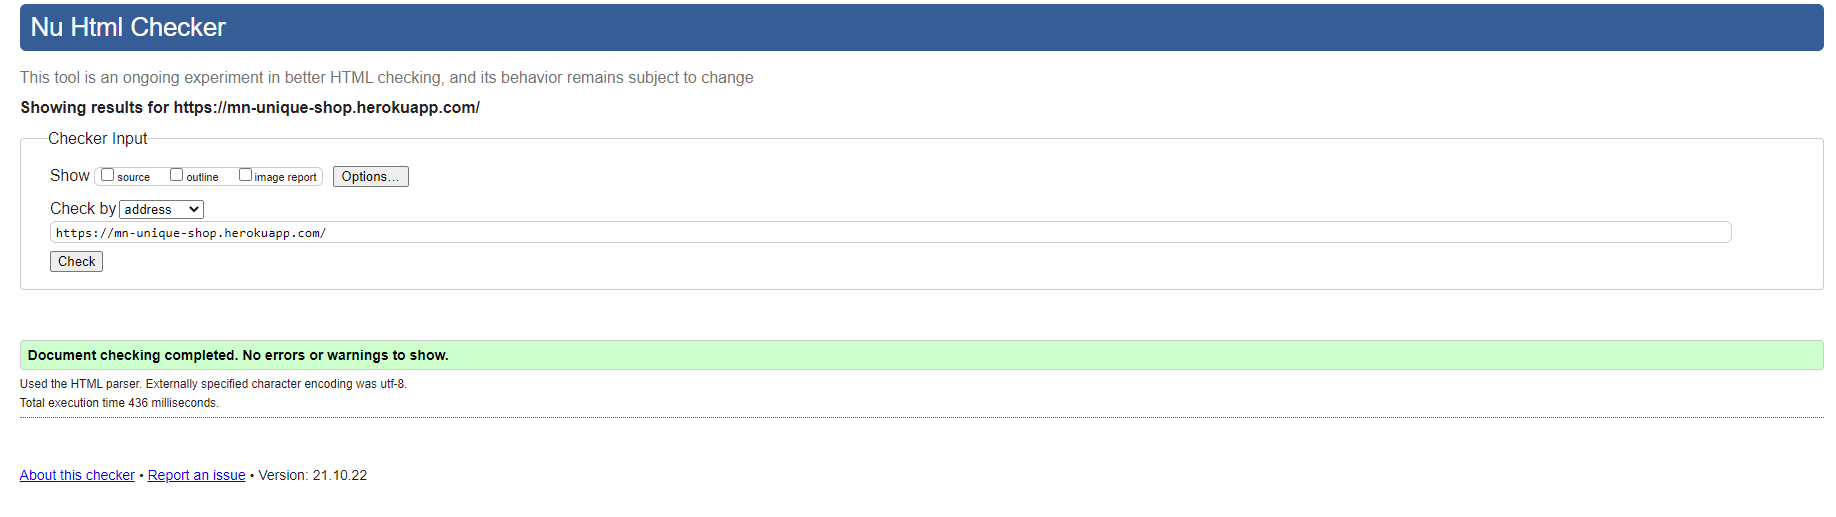 Nu Html Checker
This tool is an ongoing experiment in better HTML checking, and its behavior remains subject to change
Showing results for https://mn-unique-shop.herokuapp.com/
Checker Input
Show source outline image report Options...
Check by address
https://mn-unique-shop.herokuapp.com/
Check
Document checking completed. No errors or warnings to show.
Used the HTML parser. Externally specified character encoding was utf-8.
Total execution time 436 milliseconds.
About this checker • Report an issue • Version: 21.10.22